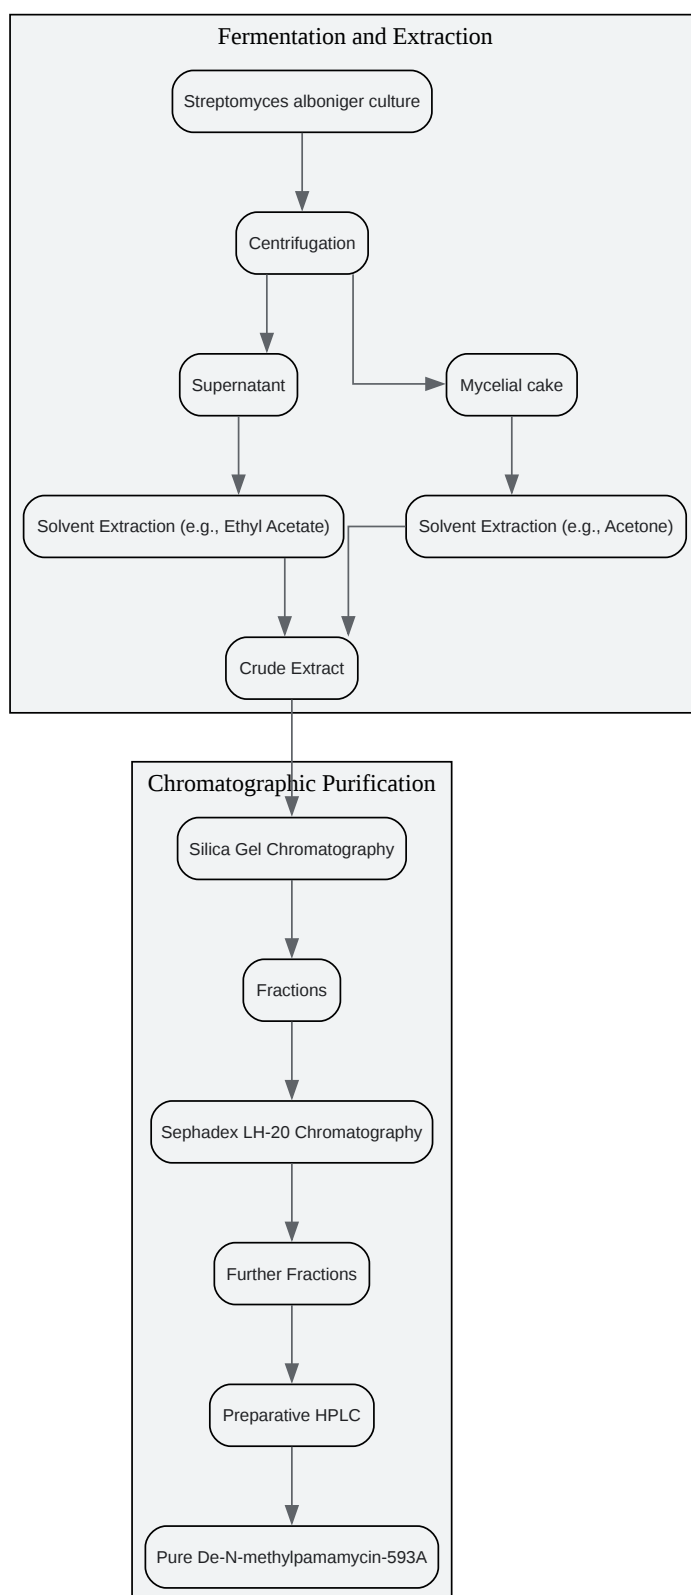 Fermentation and Extraction
Streptomyces alboniger culture
Centrifugation
Supernatant
Mycelial cake
Solvent Extraction (e.g., Ethyl Acetate)
Solvent Extraction (e.g., Acetone)
Crude Extract
Chromatographic Purification
Silica Gel Chromatography
Fractions
Sephadex LH-20 Chromatography
Further Fractions
Preparative HPLC
Pure De-N-methylpamamycin-593A